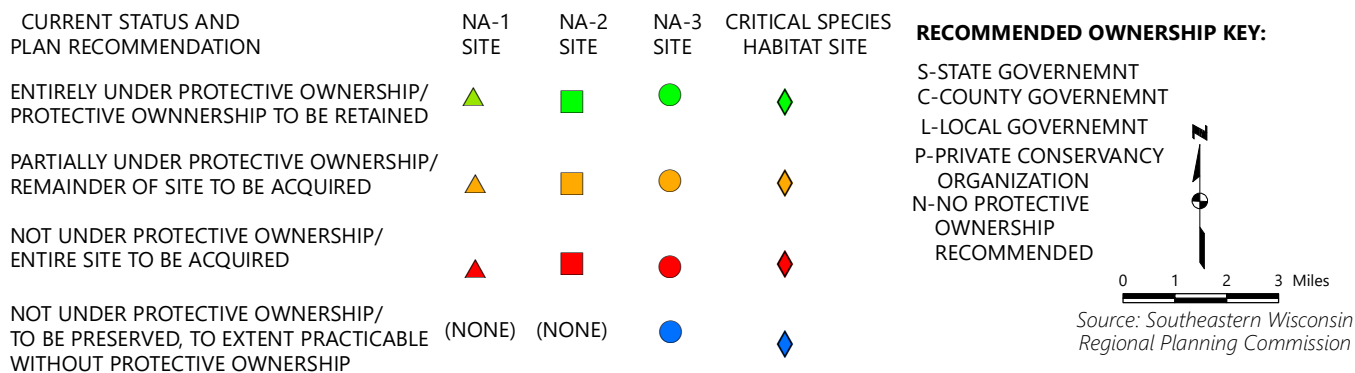 CURRENT STATUS AND
PLAN RECOMMENDATION
NA-1
SITE
NA-2
SITE
NA-3
SITE
CRITICAL SPECIES
HABITAT SITE
ENTIRELY UNDER PROTECTIVE OWNERSHIP/
PROTECTIVE OWNNERSHIP TO BE RETAINED
PARTIALLY UNDER PROTECTIVE OWNERSHIP/
REMAINDER OF SITE TO BE ACQUIRED
NOT UNDER PROTECTIVE OWNERSHIP/
ENTIRE SITE TO BE ACQUIRED
NOT UNDER PROTECTIVE OWNERSHIP/
TO BE PRESERVED, TO EXTENT PRACTICABLE
WITHOUT PROTECTIVE OWNERSHIP
(NONE)
(NONE)
RECOMMENDED OWNERSHIP KEY:
S-STATE GOVERNEMNT
C-COUNTY GOVERNEMNT
L-LOCAL GOVERNEMNT
P-PRIVATE CONSERVANCY
ORGANIZATION
N-NO PROTECTIVE
OWNERSHIP
RECOMMENDED
N
0 1 2 3 Miles
Source: Southeastern Wisconsin
Regional Planning Commission